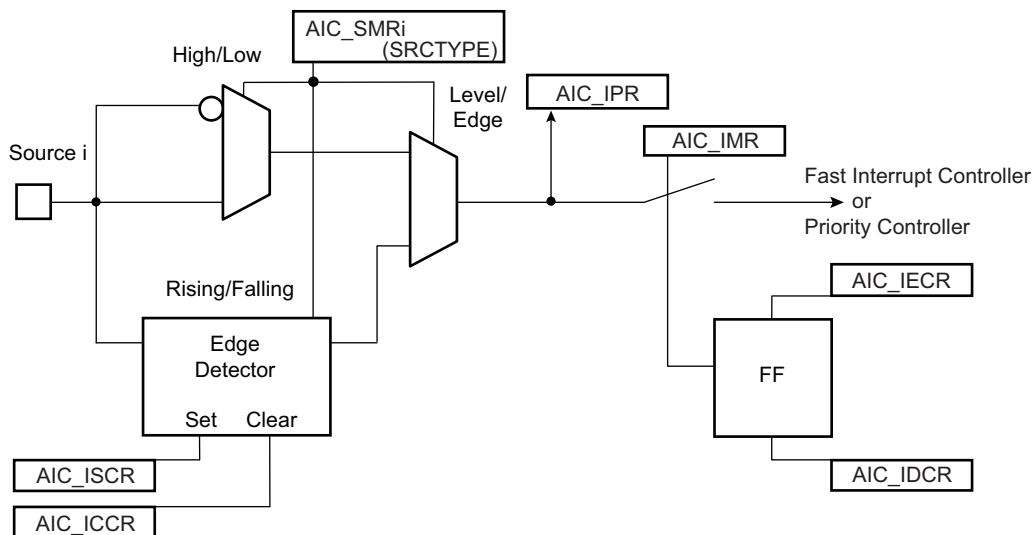 AIC_SMRi
(SRCTYPE)
High/Low
Level/
Edge
AIC_IPR
AIC_IMR
Source i
Fast Interrupt Controller
or
Priority Controller
Rising/Falling
AIC_IECR
Edge
Detector
FF
Set Clear
AIC_ISCR
AIC_IDCR
AIC_ICCR